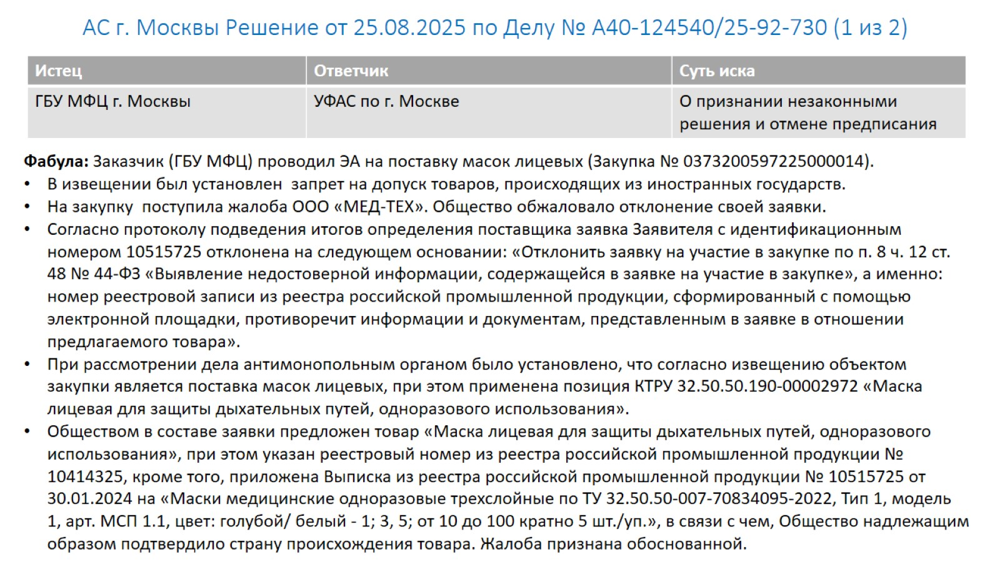 АС г. Москвы Решение от 25.08.2025 по Делу № А40-124540/25-92-730 (1 из 2)
Истец Ответчик Суть иска
ГБУ МФЦ г. Москвы УФАС по г. Москве О признании незаконными
решения и отмене предписания
Фабула: Заказчик (ГБУ МФЦ) проводил ЭА на поставку масок лицевых (Закупка № 0373200597225000014).
• В извещении был установлен запрет на допуск товаров, происходящих из иностранных государств.
• На закупку поступила жалоба ООО «МЕД-ТЕХ». Общество обжаловало отклонение своей заявки.
• Согласно протоколу подведения итогов определения поставщика заявка Заявителя с идентификационным
номером 10515725 отклонена на следующем основании: «Отклонить заявку на участие в закупке по п. 8 ч. 12 ст.
48 № 44-ФЗ «Выявление недостоверной информации, содержащейся в заявке на участие в закупке», а именно:
номер реестровой записи из реестра российской промышленной продукции, сформированный с помощью
электронной площадки, противоречит информации и документам, представленным в заявке в отношении
предлагаемого товара».
• При рассмотрении дела антимонопольным органом было установлено, что согласно извещению объектом
закупки является поставка масок лицевых, при этом применена позиция КТРУ 32.50.50.190-00002972 «Маска
лицевая для защиты дыхательных путей, одноразового использования».
• Обществом в составе заявки предложен товар «Маска лицевая для защиты дыхательных путей, одноразового
использования», при этом указан реестровый номер из реестра российской промышленной продукции №
10414325, кроме того, приложена Выписка из реестра российской промышленной продукции № 10515725 от
30.01.2024 на «Маски медицинские одноразовые трехслойные по ТУ 32.50.50-007-70834095-2022, Тип 1, модель
1, арт. МСП 1.1, цвет: голубой/ белый - 1; 3, 5; от 10 до 100 кратно 5 шт./уп.», в связи с чем, Общество надлежащим
образом подтвердило страну происхождения товара. Жалоба признана обоснованной.